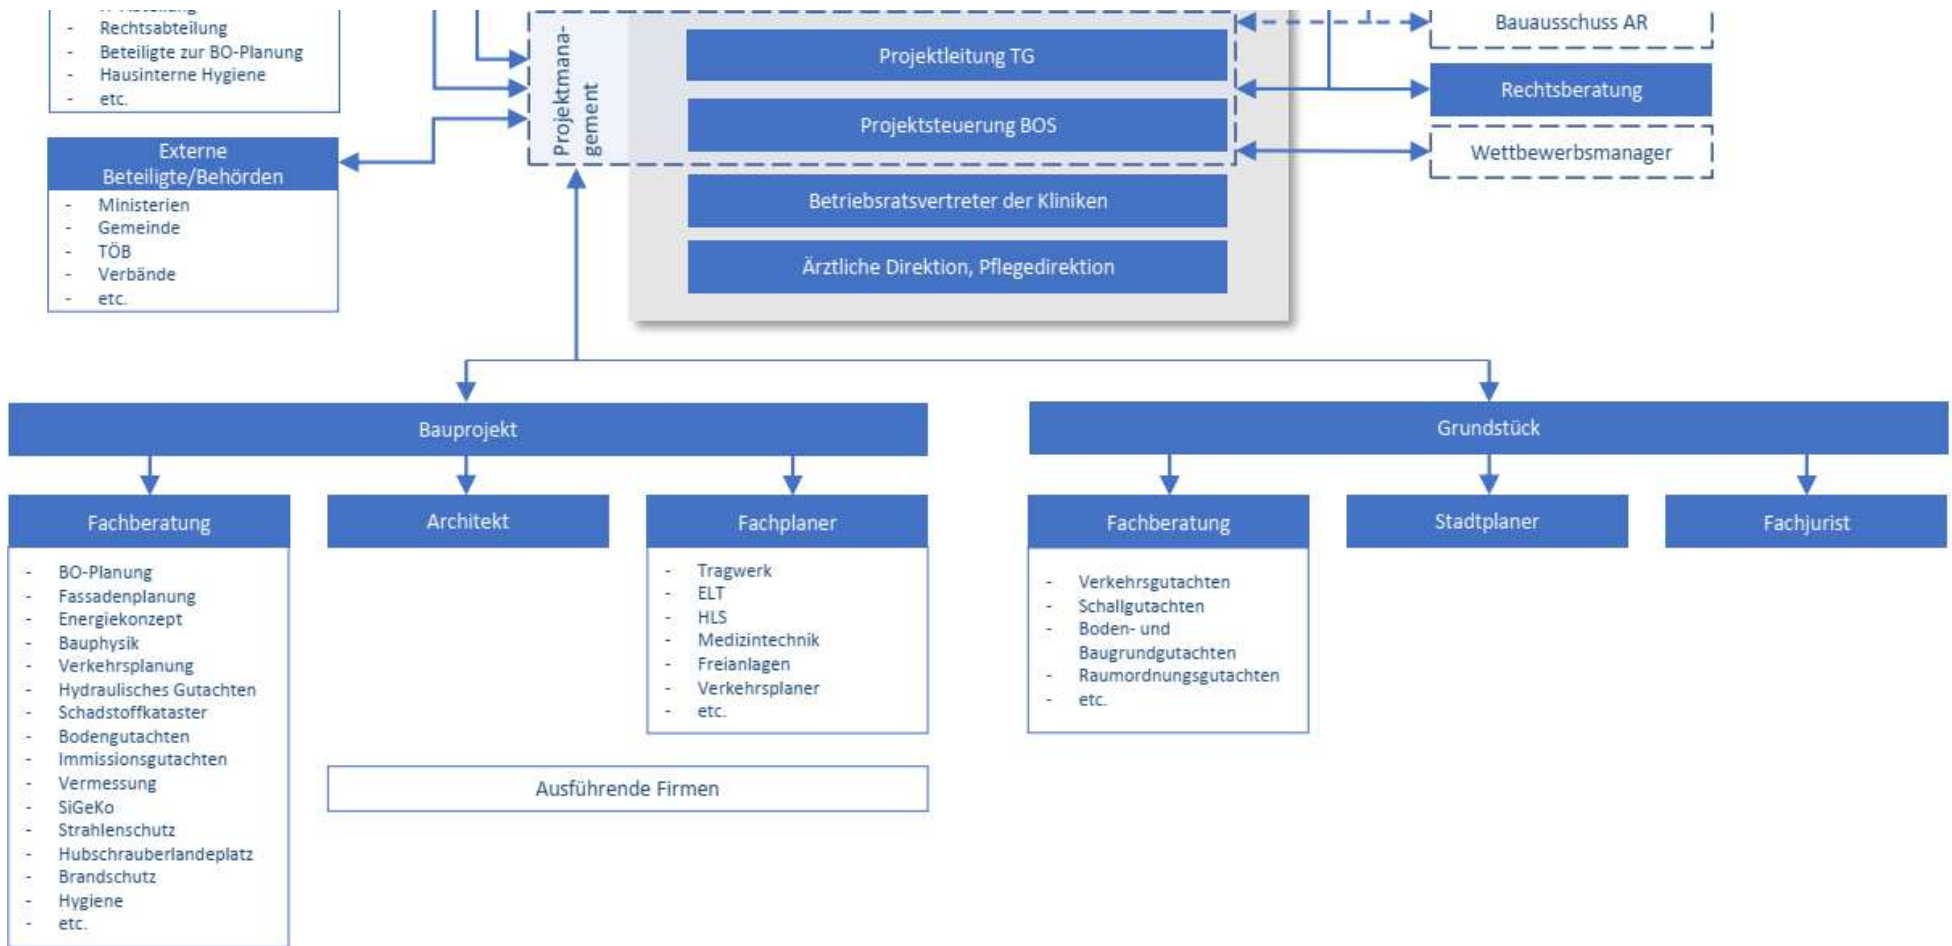 - Rechtsabteilung
- Beteiligte zur BO-Planung
- Hausinterne Hygiene
- etc.
Externe
Beteiligte/Behörden
- Ministerien
- Gemeinde
- TÖB
- Verbände
- etc.
Projektmana-
gement
Projektleitung TG
Projektsteuerung BOS
Betriebsratsvertreter der Kliniken
Ärztliche Direktion, Pflegedirektion
Bauausschuss AR
Rechtsberatung
Wettbewerbsmanager
Bauprojekt
Fachberatung
- BO-Planung
- Fassadenplanung
- Energiekonzept
- Bauphysik
- Verkehrsplanung
- Hydraulisches Gutachten
- Schadstoffkataster
- Bodengutachten
- Immissionsgutachten
- Vermessung
- SiGeKo
- Strahlenschutz
- Hubschrauberlandeplatz
- Brandschutz
- Hygiene
- etc.
Architekt
Fachplaner
- Tragwerk
- ELT
- HLS
- Medizintechnik
- Freianlagen
- Verkehrsplaner
- etc.
Ausführende Firmen
Grundstück
Fachberatung
- Verkehrsgutachten
- Schallgutachten
- Boden- und
Baugrundgutachten
- Raumordnungsgutachten
- etc.
Stadtplaner
Fachjurist